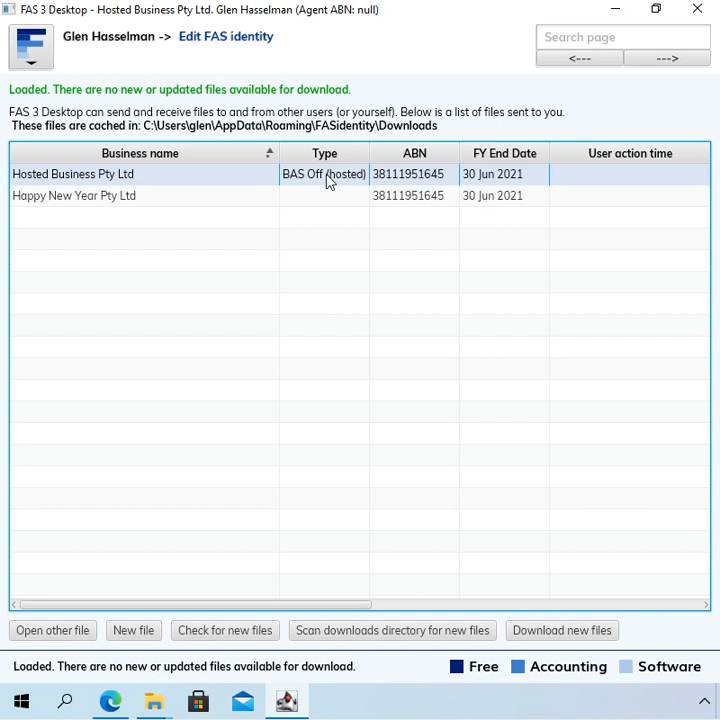 FAS 3 Desktop - Hosted Business Pty Ltd. Glen Hasselman (Agent ABN: null)
Glen Hasselman -> Edit FAS identity
Search page
<---
--->
Loaded. There are no new or updated files available for download.
FAS 3 Desktop can send and receive files to and from other users (or yourself). Below is a list of files sent to you.
These files are cached in: C:\Users\glen\AppData\Roaming\FASidentity\Downloads
Business name Type ABN FY End Date User action time
Hosted Business Pty Ltd BAS Off (hosted) 38111951645 30 Jun 2021
Happy New Year Pty Ltd 38111951645 30 Jun 2021
Open other file New file Check for new files Scan downloads directory for new files Download new files
Loaded. There are no new or updated files available for download. Free Accounting Software